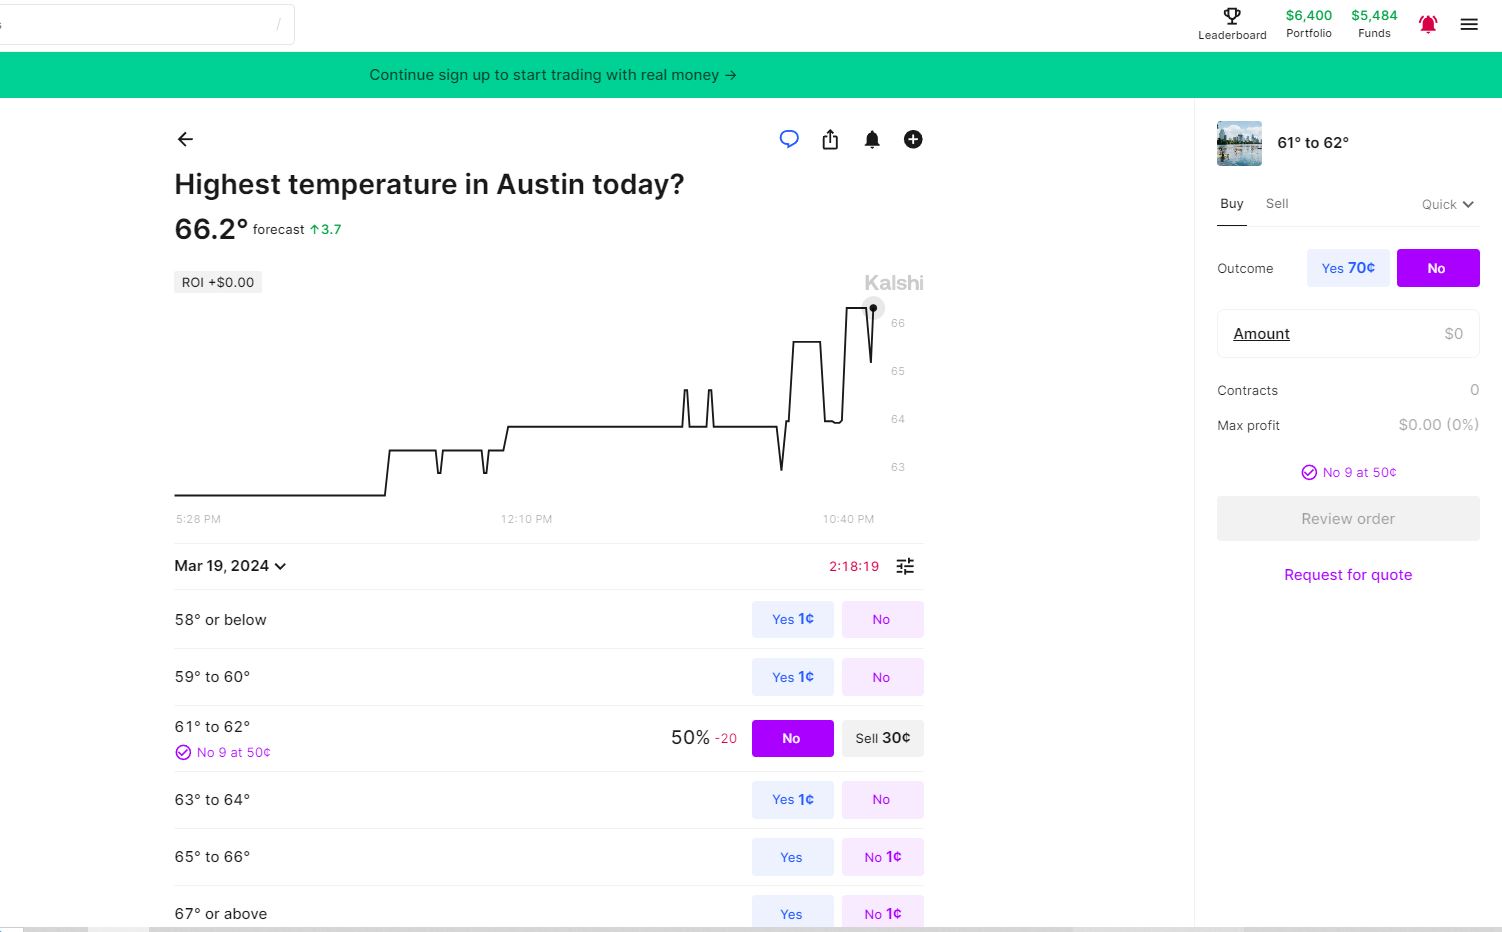 s /
Leaderboard
$6,400
Portfolio
$5,484
Funds
Continue sign up to start trading with real money →
Highest temperature in Austin today?
66.2° forecast ↑3.7
ROI +$0.00
Kalshi
66
65
64
63
5:28 PM 12:10 PM 10:40 PM
Mar 19, 2024 2:18:19
58° or below Yes 1¢ No
59° to 60° Yes 1¢ No
61° to 62° 50% -20 No Sell 30¢
No 9 at 50¢
63° to 64° Yes 1¢ No
65° to 66° Yes No 1¢
67° or above Yes No 1¢
61° to 62°
Buy Sell Quick
Outcome Yes 70¢ No
Amount $0
Contracts 0
Max profit $0.00 (0%)
No 9 at 50¢
Review order
Request for quote